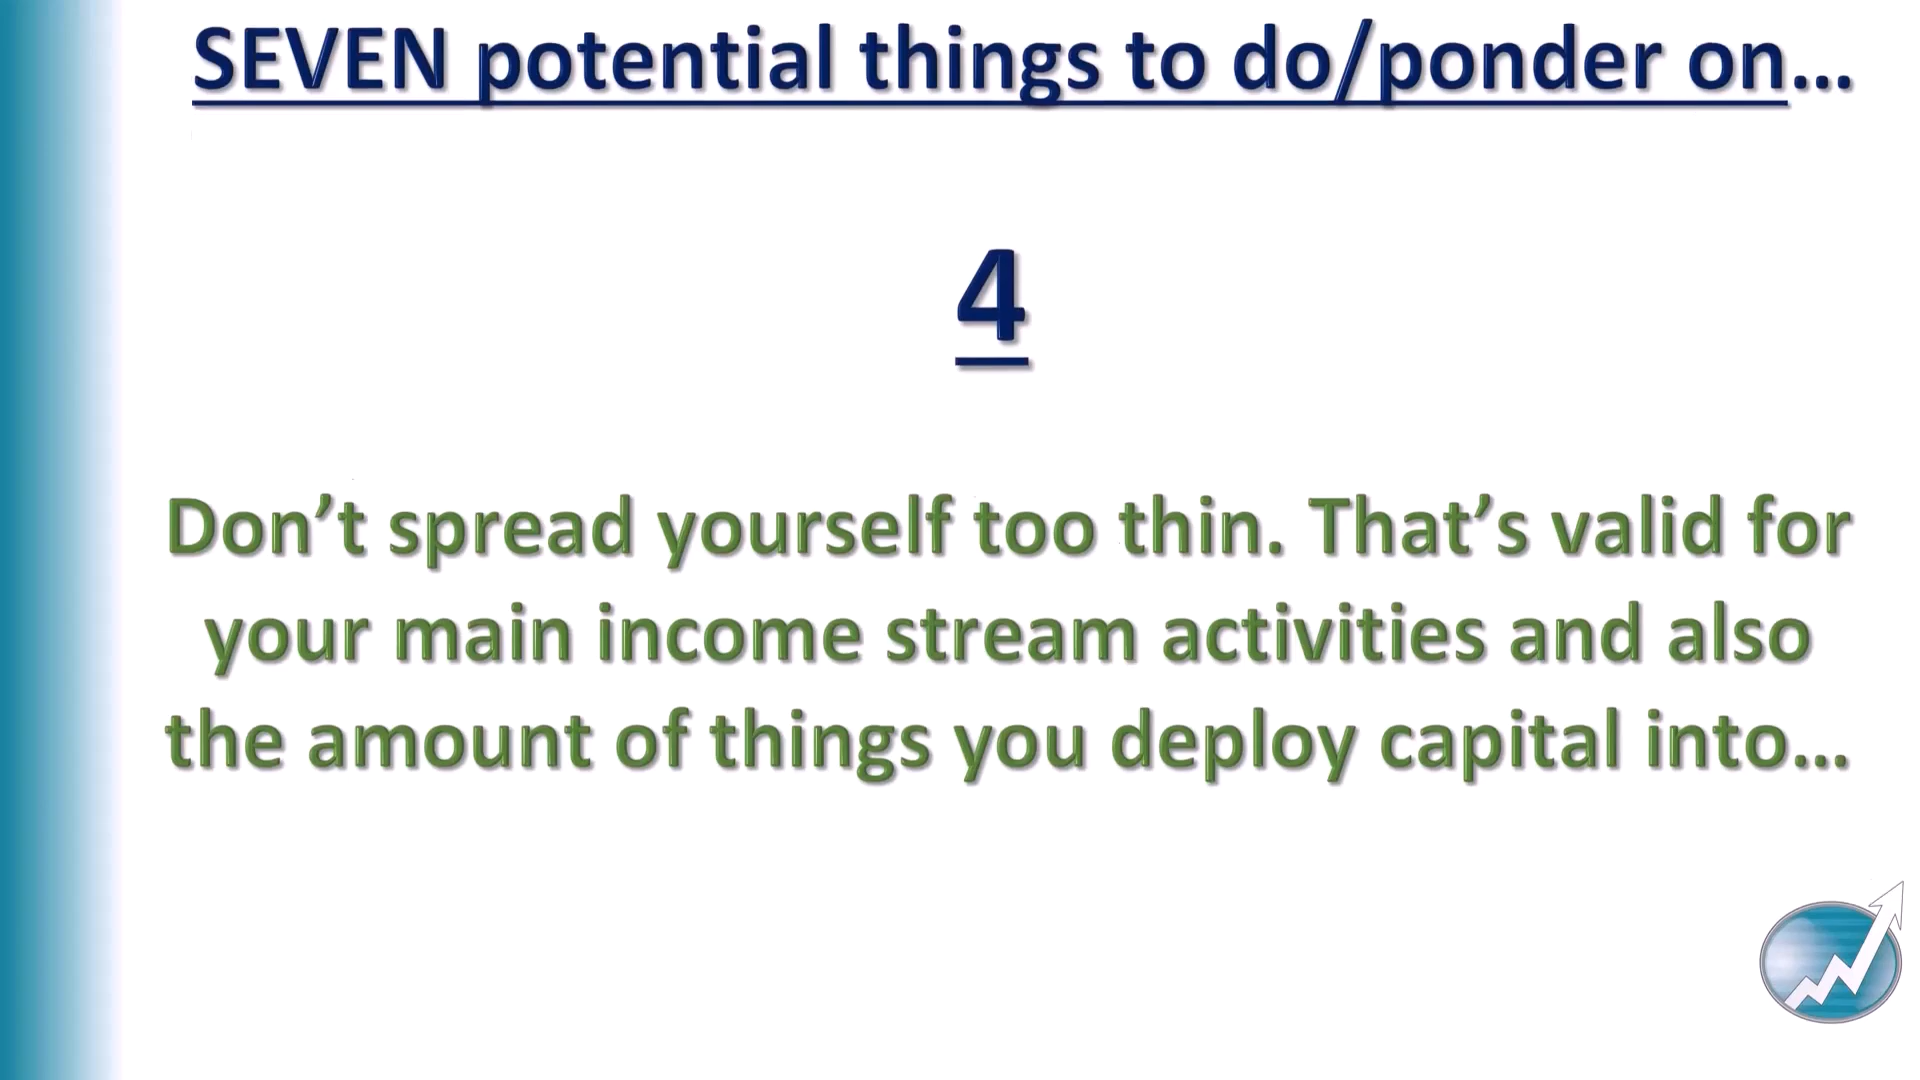 SEVEN potential things to do/ponder on...
4
Don’t spread yourself too thin. That’s valid for
your main income stream activities and also
the amount of things you deploy capital into...